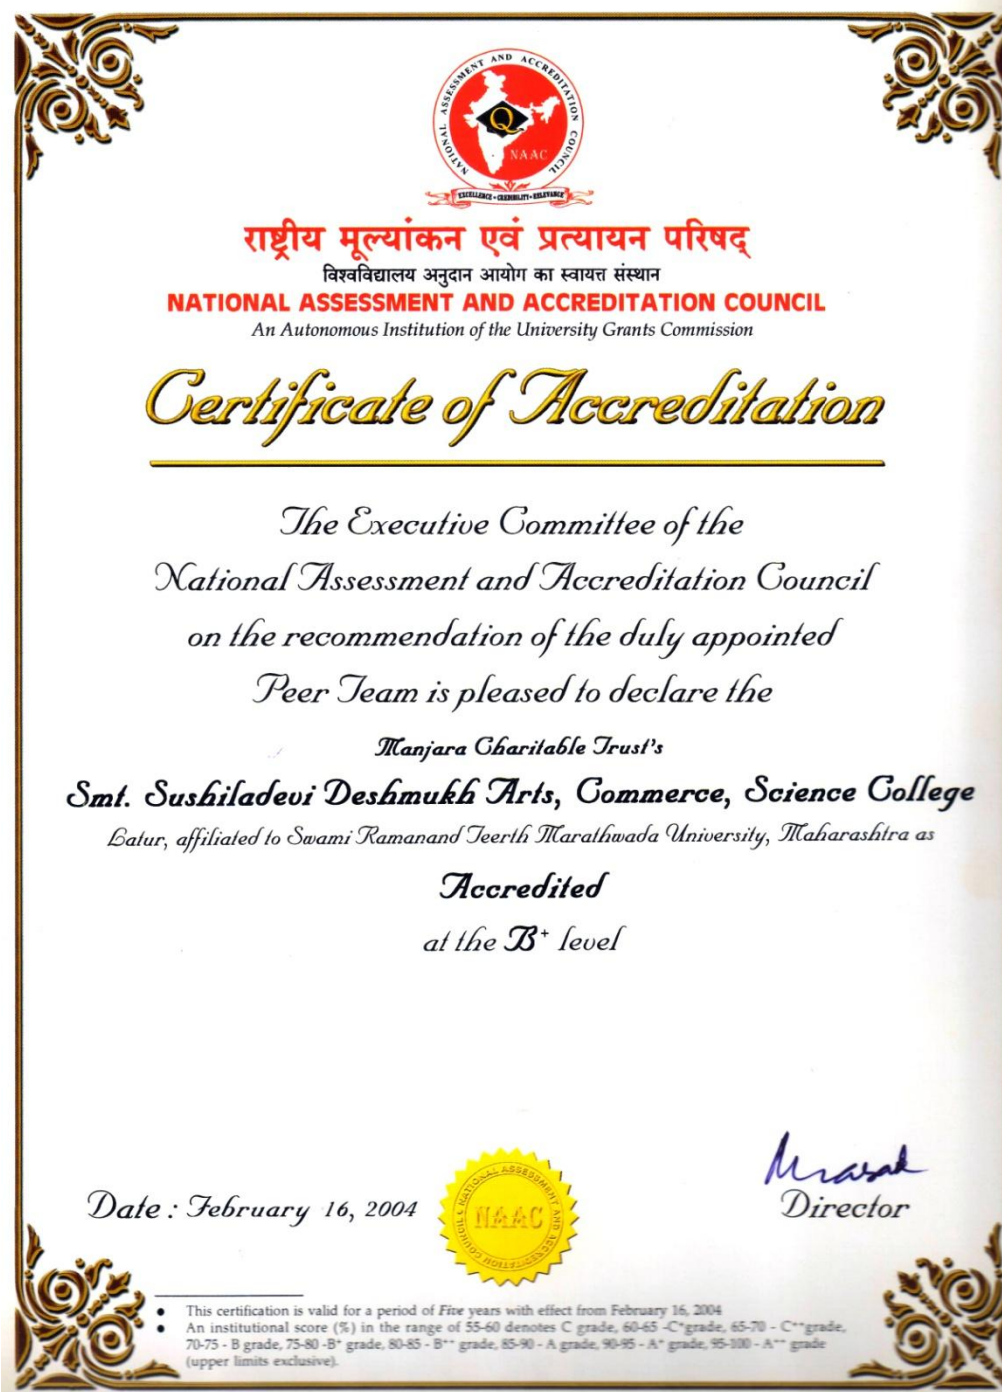 NATIONAL ASSESSMENT AND ACCREDITATION COUNCIL
Q
NAAC
EXCELLENCE • CREDIBILITY • RELEVANCE
राष्ट्रीय मूल्यांकन एवं प्रत्यायन परिषद्
विश्वविद्यालय अनुदान आयोग का स्वायत्त संस्थान
NATIONAL ASSESSMENT AND ACCREDITATION COUNCIL
An Autonomous Institution of the University Grants Commission
Certificate of Accreditation
The Executive Committee of the
National Assessment and Accreditation Council
on the recommendation of the duly appointed
Peer Team is pleased to declare the
Manjara Charitable Trust's
Smt. Sushiladevi Deshmukh Arts, Commerce, Science College
Latur, affiliated to Swami Ramanand Teerth Marathwada University, Maharashtra as
Accredited
at the B⁺ level
Date : February 16, 2004
NATIONAL ASSESSMENT AND ACCREDITATION COUNCIL
NAAC
Director
• This certification is valid for a period of Five years with effect from February 16, 2004
• An institutional score (%) in the range of 55-60 denotes C grade, 60-65 -C⁺grade, 65-70 - C⁺⁺grade,
70-75 - B grade, 75-80 -B⁺ grade, 80-85 - B⁺⁺ grade, 85-90 - A grade, 90-95 - A⁺ grade, 95-100 - A⁺⁺ grade
(upper limits exclusive).